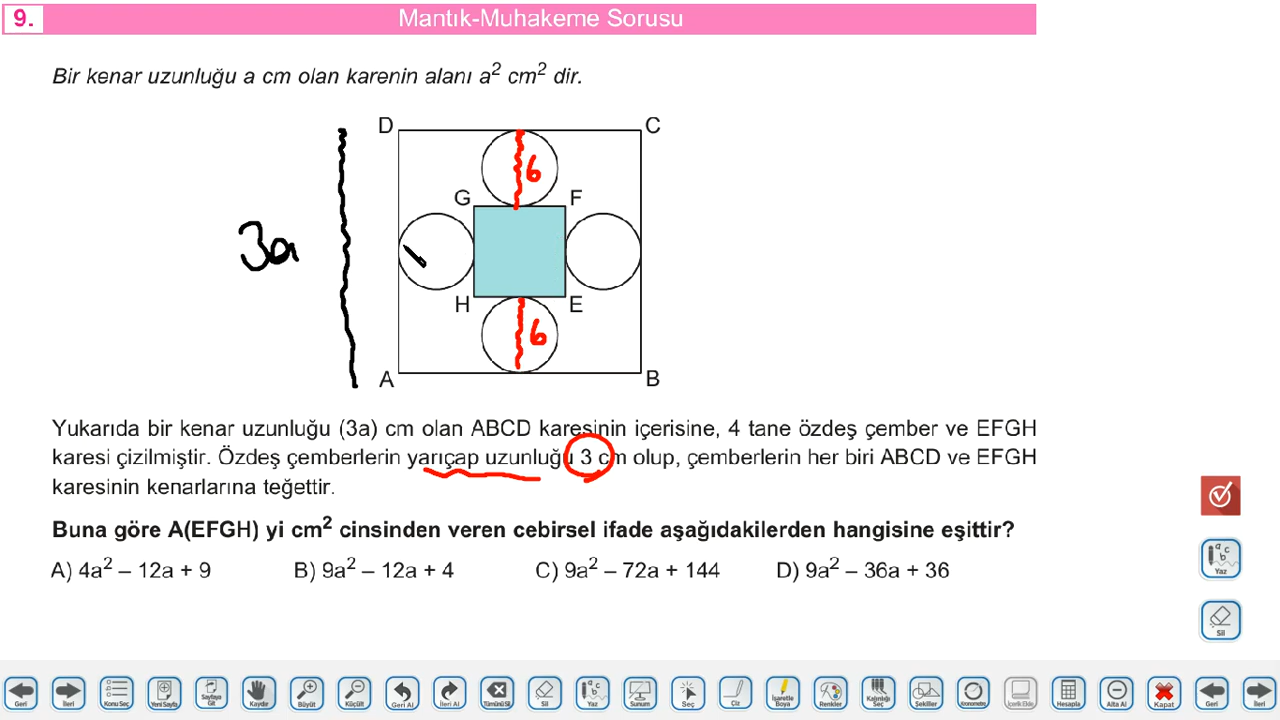 9.
Mantık-Muhakeme Sorusu
Bir kenar uzunluğu a cm olan karenin alanı a² cm² dir.
D C
6
G F
3a
H E
6
A B
Yukarıda bir kenar uzunluğu (3a) cm olan ABCD karesinin içerisine, 4 tane özdeş çember ve EFGH
karesi çizilmiştir. Özdeş çemberlerin yarıçap uzunluğu 3 cm olup, çemberlerin her biri ABCD ve EFGH
karesinin kenarlarına teğettir.
Buna göre A(EFGH) yi cm² cinsinden veren cebirsel ifade aşağıdakilerden hangisine eşittir?
A) 4a² – 12a + 9 B) 9a² – 12a + 4 C) 9a² – 72a + 144 D) 9a² – 36a + 36
a b c
Yaz
Sil
Geri İleri Konu Seç Yeni Sayfa Sayfaya Git Kaydır Büyüt Küçült Geri Al İleri Al Tümünü Sil Sil Yaz Sunum Seç Çiz İşaretle Boya Renkler Kalınlığı Seç Şekiller Kronometre İçerik Ekle Hesapla Alta Al Kapat Geri İleri